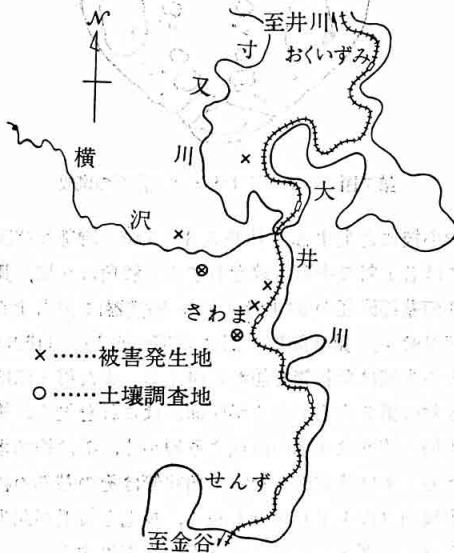 N
至井川
おくいずみ
寸又川
横沢
大井川
さわま
×……被害発生地
○……土壌調査地
せんず
至金谷